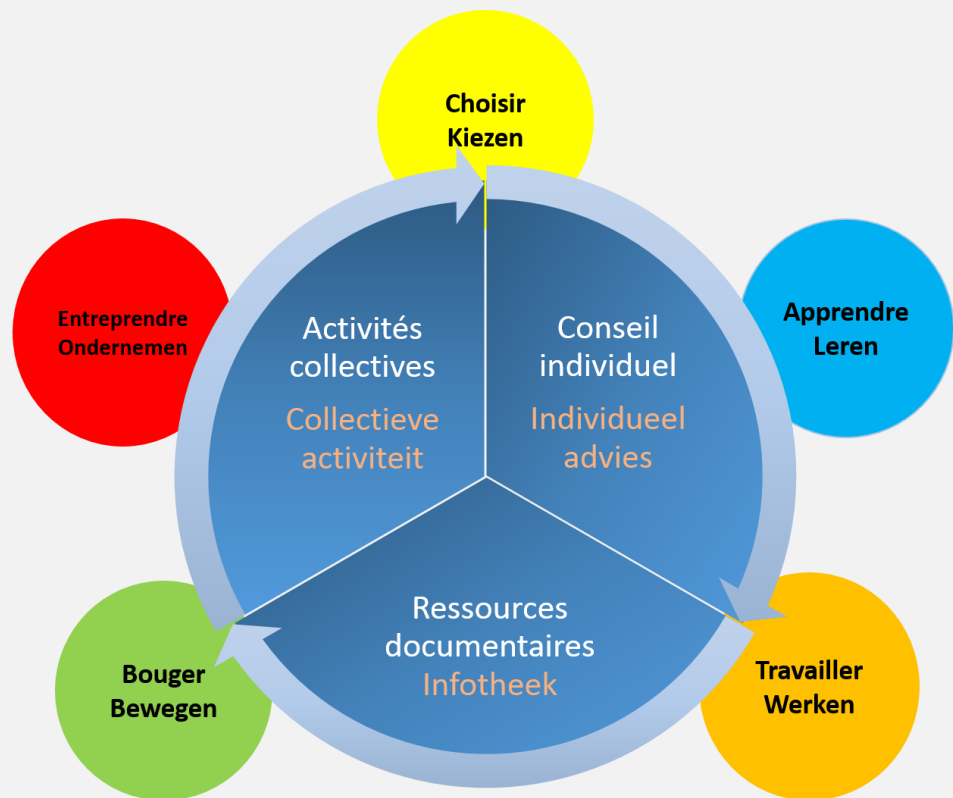 Choisir
Kiezen
Entreprendre
Ondernemen
Apprendre
Leren
Activités
collectives
Collectieve
activiteit
Conseil
individuel
Individueel
advies
Ressources
documentaires
Infotheek
Bouger
Bewegen
Travailler
Werken